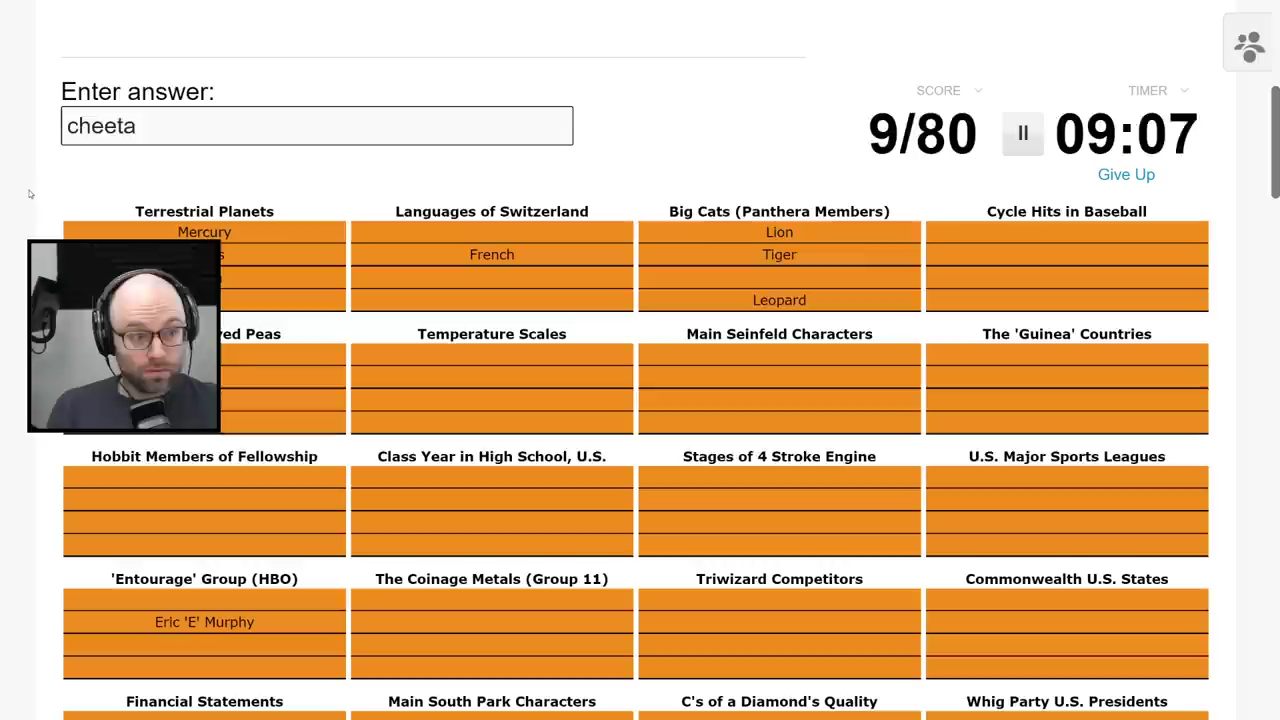 Enter answer:
cheeta
SCORE
TIMER
9/80
09:07
Give Up
Terrestrial Planets
Languages of Switzerland
Big Cats (Panthera Members)
Cycle Hits in Baseball
Mercury
Lion
s
French
Tiger
Leopard
ved Peas
Temperature Scales
Main Seinfeld Characters
The 'Guinea' Countries
Hobbit Members of Fellowship
Class Year in High School, U.S.
Stages of 4 Stroke Engine
U.S. Major Sports Leagues
'Entourage' Group (HBO)
The Coinage Metals (Group 11)
Triwizard Competitors
Commonwealth U.S. States
Eric 'E' Murphy
Financial Statements
Main South Park Characters
C's of a Diamond's Quality
Whig Party U.S. Presidents